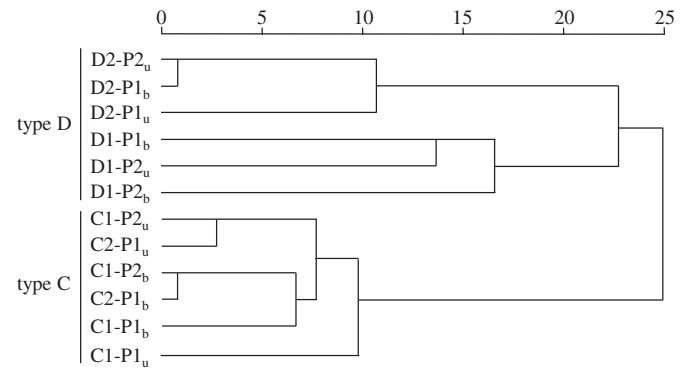 0 5 10 15 20 25
type D
D2-P2u
D2-P1b
D2-P1u
D1-P1b
D1-P2u
D1-P2b
type C
C1-P2u
C2-P1u
C1-P2b
C2-P1b
C1-P1b
C1-P1u